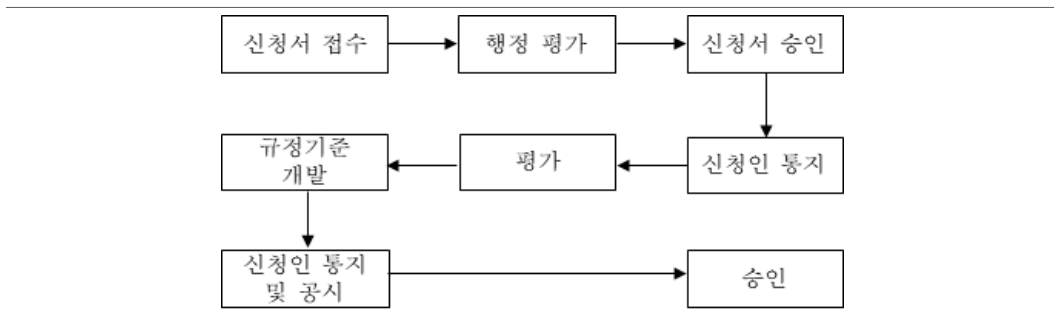 신청서 접수
행정 평가
신청서 승인
신청인 통지
평가
규정기준
개발
신청인 통지
및 공시
승인